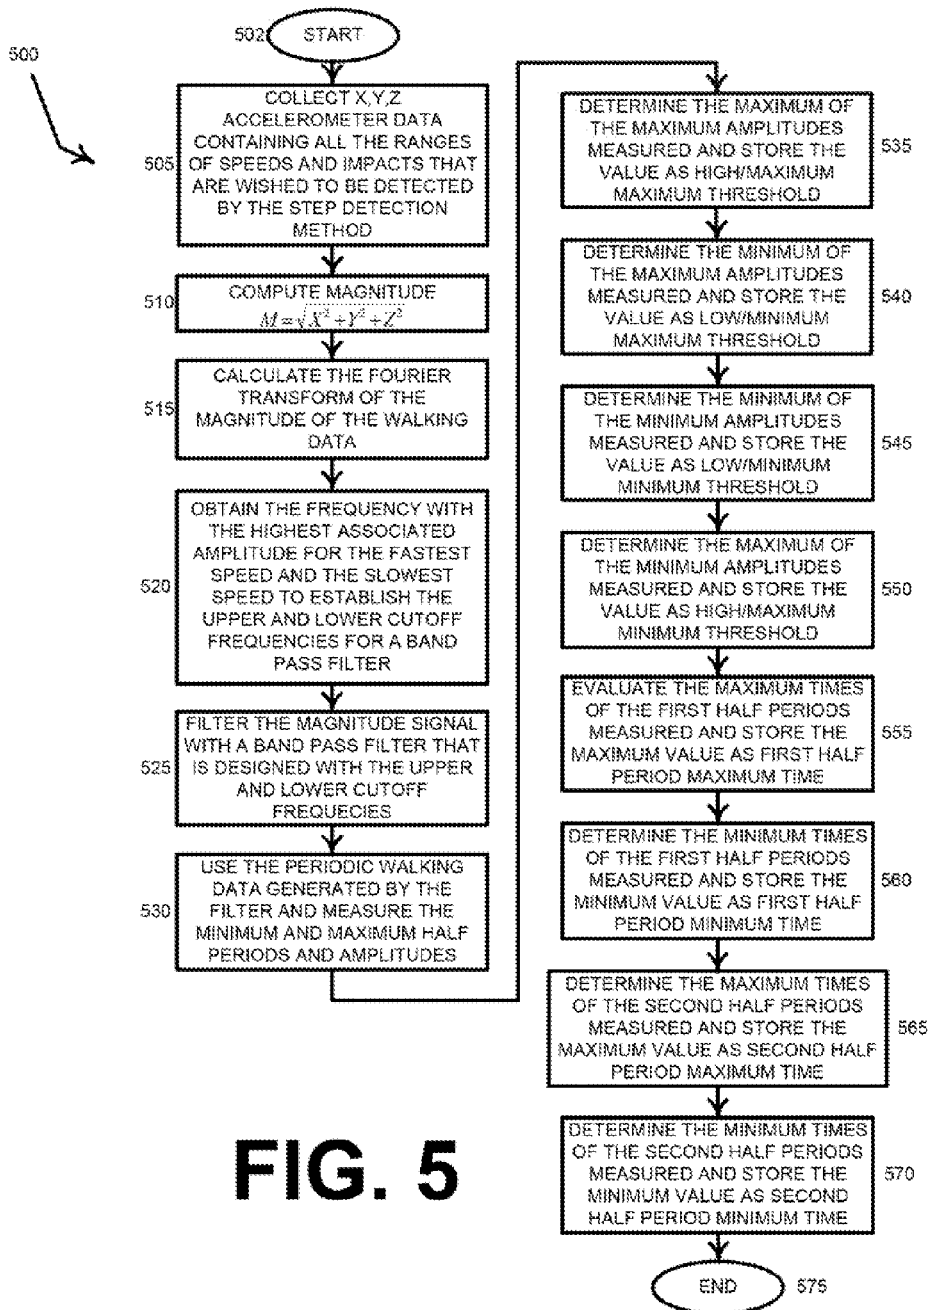 500
502
START
505
COLLECT X,Y,Z
ACCELEROMETER DATA
CONTAINING ALL THE RANGES
OF SPEEDS AND IMPACTS THAT
ARE WISHED TO BE DETECTED
BY THE STEP DETECTION
METHOD
510
COMPUTE MAGNITUDE
M=√X²+Y²+Z²
515
CALCULATE THE FOURIER
TRANSFORM OF THE
MAGNITUDE OF THE WALKING
DATA
520
OBTAIN THE FREQUENCY WITH
THE HIGHEST ASSOCIATED
AMPLITUDE FOR THE FASTEST
SPEED AND THE SLOWEST
SPEED TO ESTABLISH THE
UPPER AND LOWER CUTOFF
FREQUENCIES FOR A BAND
PASS FILTER
525
FILTER THE MAGNITUDE SIGNAL
WITH A BAND PASS FILTER THAT
IS DESIGNED WITH THE UPPER
AND LOWER CUTOFF
FREQUECIES
530
USE THE PERIODIC WALKING
DATA GENERATED BY THE
FILTER AND MEASURE THE
MINIMUM AND MAXIMUM HALF
PERIODS AND AMPLITUDES
DETERMINE THE MAXIMUM OF
THE MAXIMUM AMPLITUDES
MEASURED AND STORE THE
VALUE AS HIGH/MAXIMUM
MAXIMUM THRESHOLD
535
DETERMINE THE MINIMUM OF
THE MAXIMUM AMPLITUDES
MEASURED AND STORE THE
VALUE AS LOW/MINIMUM
MAXIMUM THRESHOLD
540
DETERMINE THE MINIMUM OF
THE MINIMUM AMPLITUDES
MEASURED AND STORE THE
VALUE AS LOW/MINIMUM
MINIMUM THRESHOLD
545
DETERMINE THE MAXIMUM OF
THE MINIMUM AMPLITUDES
MEASURED AND STORE THE
VALUE AS HIGH/MAXIMUM
MINIMUM THRESHOLD
550
EVALUATE THE MAXIMUM TIMES
OF THE FIRST HALF PERIODS
MEASURED AND STORE THE
MAXIMUM VALUE AS FIRST HALF
PERIOD MAXIMUM TIME
555
DETERMINE THE MINIMUM TIMES
OF THE FIRST HALF PERIODS
MEASURED AND STORE THE
MINIMUM VALUE AS FIRST HALF
PERIOD MINIMUM TIME
560
DETERMINE THE MAXIMUM TIMES
OF THE SECOND HALF PERIODS
MEASURED AND STORE THE
MAXIMUM VALUE AS SECOND HALF
PERIOD MAXIMUM TIME
565
DETERMINE THE MINIMUM TIMES
OF THE SECOND HALF PERIODS
MEASURED AND STORE THE
MINIMUM VALUE AS SECOND
HALF PERIOD MINIMUM TIME
570
END
575
FIG. 5